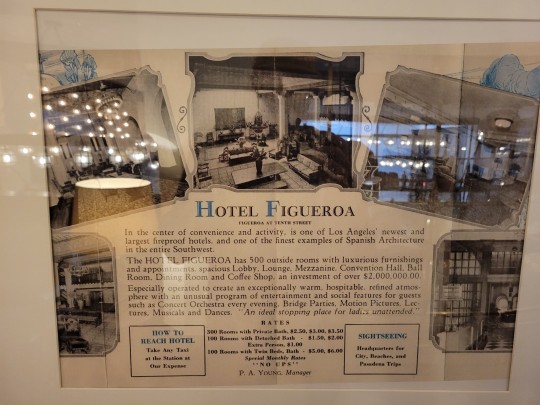 HOTEL FIGUEROA
FIGUEROA AT TENTH STREET
In the center of convenience and activity, is one of Los Angeles' newest and
largest fireproof hotels, and one of the finest examples of Spanish Architecture
in the entire Southwest.
The HOTEL FIGUEROA has 500 outside rooms with luxurious furnishings
and appointments, spacious Lobby, Lounge, Mezzanine, Convention Hall, Ball
Room, Dining Room and Coffee Shop, an investment of over $2,000,000.00.
Especially operated to create an exceptionally warm, hospitable, refined atmos-
phere with an unusual program of entertainment and social features for guests
such as Concert Orchestra every evening, Bridge Parties, Motion Pictures, Lec-
tures, Musicals and Dances. "An ideal stopping place for ladies unattended."
RATES
HOW TO
REACH HOTEL
Take Any Taxi
at the Station at
Our Expense
300 Rooms with Private Bath, $2.50, $3.00, $3.50
100 Rooms with Detached Bath - $1.50, $2.00
Extra Person, $1.00
100 Rooms with Twin Beds, Bath - $5.00, $6.00
Special Monthly Rates
"NO UPS"
P. A. YOUNG, Manager
SIGHTSEEING
Headquarters for
City, Beaches, and
Pasadena Trips